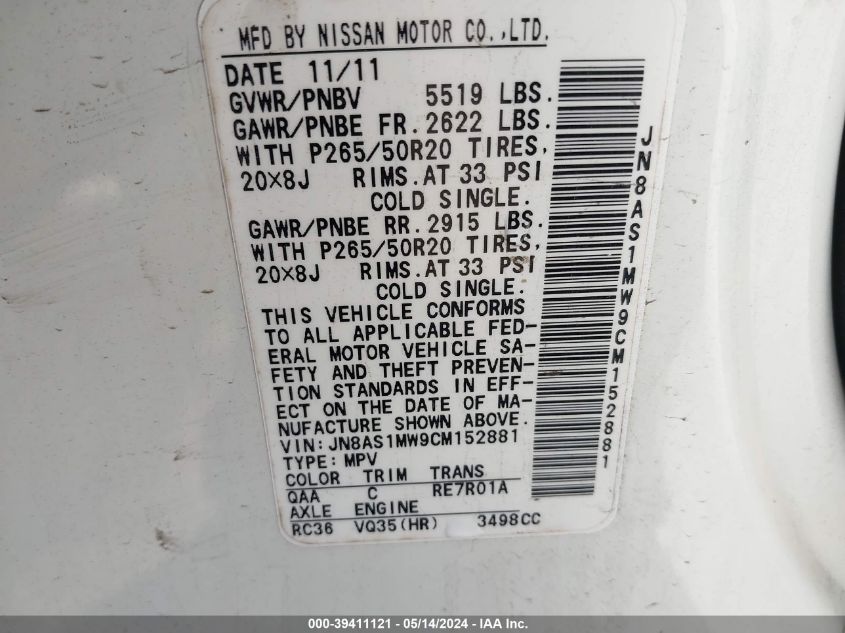 MFD BY NISSAN MOTOR CO.,LTD.
DATE 11/11
GVWR/PNBV 5519 LBS.
GAWR/PNBE FR. 2622 LBS.
WITH P265/50R20 TIRES,
20X8J RIMS. AT 33 PSI
COLD SINGLE.
GAWR/PNBE RR. 2915 LBS.
WITH P265/50R20 TIRES,
20X8J RIMS. AT 33 PSI
COLD SINGLE.
THIS VEHICLE CONFORMS
TO ALL APPLICABLE FED-
ERAL MOTOR VEHICLE SA-
FETY AND THEFT PREVEN-
TION STANDARDS IN EFF-
ECT ON THE DATE OF MA-
NUFACTURE SHOWN ABOVE.
VIN:JN8AS1MW9CM152881
TYPE:MPV
COLOR TRIM TRANS
QAA C RE7R01A
AXLE ENGINE
RC36 VQ35(HR) 3498CC
JN8AS1MW9CM152881
000-39411121 - 05/14/2024 - IAA Inc.